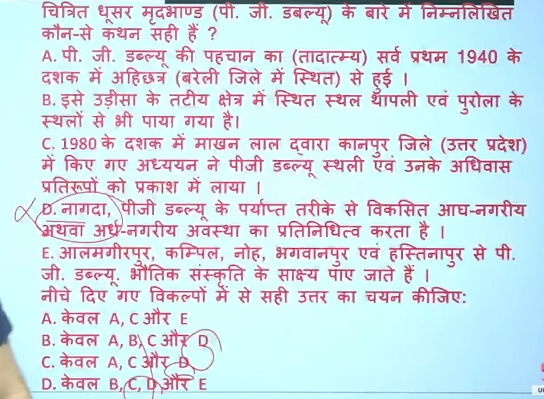 चित्रित धूसर मृदभाण्ड (पी. जी. डबल्यू) के बारे में निम्नलिखित
कौन-से कथन सही हैं ?
A. पी. जी. डब्ल्यू की पहचान का (तादात्म्य) सर्व प्रथम 1940 के
दशक में अहिछत्र (बरेली जिले में स्थित) से हुई ।
B. इसे उड़ीसा के तटीय क्षेत्र में स्थित स्थल थापली एवं पुरोला के
स्थलों से भी पाया गया है।
C. 1980 के दशक में माखन लाल द्वारा कानपुर जिले (उत्तर प्रदेश)
में किए गए अध्ययन ने पीजी डब्ल्यू स्थली एवं उनके अधिवास
प्रतिरूपों को प्रकाश में लाया ।
D. नागदा, पीजी डब्ल्यू के पर्याप्त तरीके से विकसित आघ-नगरीय
अथवा अर्ध-नगरीय अवस्था का प्रतिनिधित्व करता है ।
E. आलमगीरपुर, कम्पिल, नोह, भगवानपुर एवं हस्तिनापुर से पी.
जी. डब्ल्यू. भौतिक संस्कृति के साक्ष्य पाए जाते हैं ।
नीचे दिए गए विकल्पों में से सही उत्तर का चयन कीजिए:
A. केवल A, C और E
B. केवल A, B, C और D
C. केवल A, C और D
D. केवल B, C, D और E